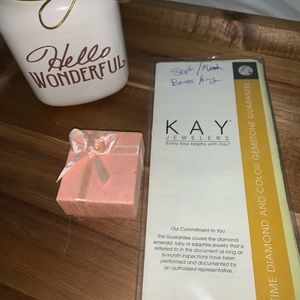 Hello
WONDERFUL
Sept / March
KAY
JEWELERS
Every kiss begins with Kay®
TIME DIAMOND AND COLOR GEMSTONE GUARANTEE
Our Commitment to You
This Guarantee covers the diamond,
emerald, ruby or sapphire jewelry that is
referred to in this document as long as
6-month inspections have been
performed and documented by
an authorized representative.